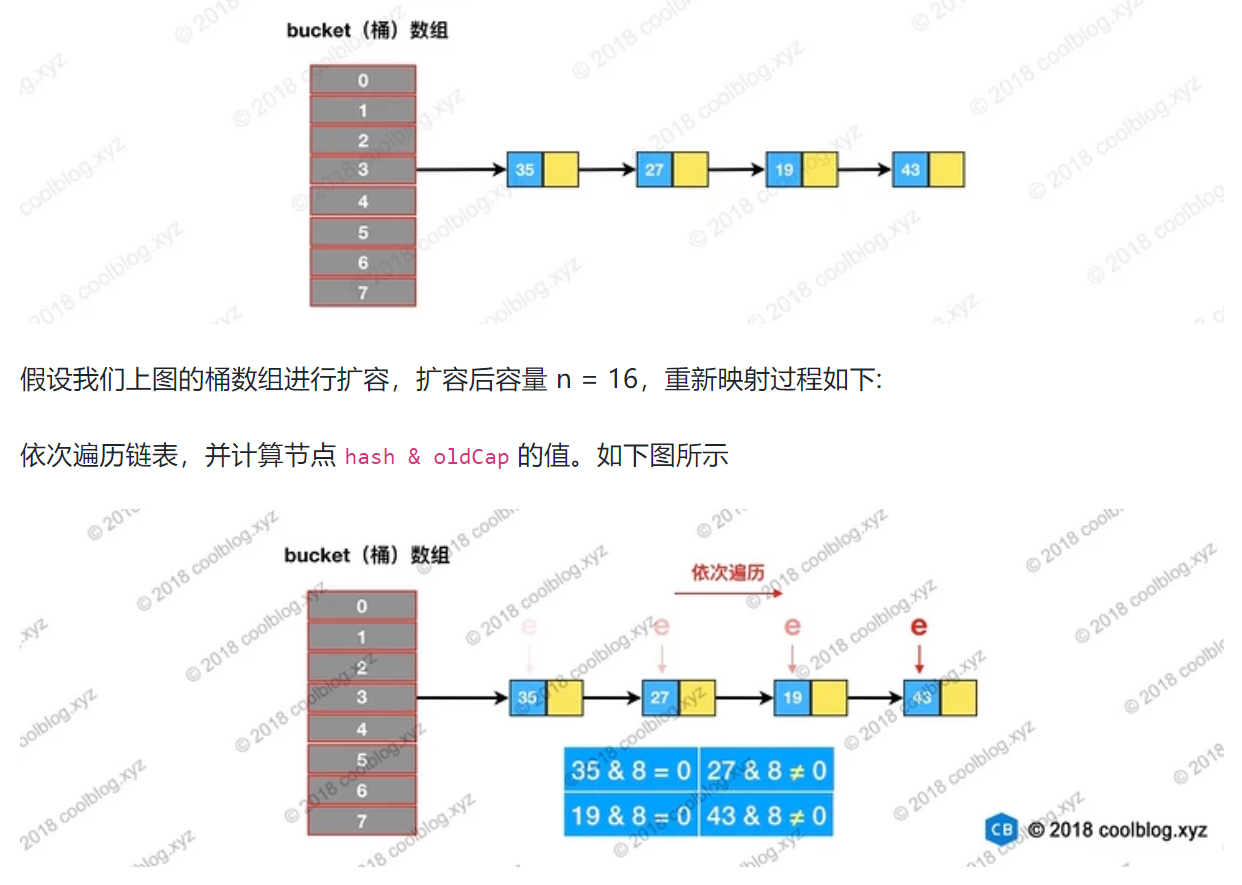 bucket（桶）数组
0
1
2
3
4
5
6
7
35
27
19
43
假设我们上图的桶数组进行扩容，扩容后容量 n = 16，重新映射过程如下:
依次遍历链表，并计算节点 hash & oldCap 的值。如下图所示
bucket（桶）数组
依次遍历
e
e
e
e
0
1
2
3
4
5
6
7
35
27
19
43
35 & 8 = 0
27 & 8 ≠ 0
19 & 8 = 0
43 & 8 ≠ 0
CB © 2018 coolblog.xyz
© 2018 coolblog.xyz